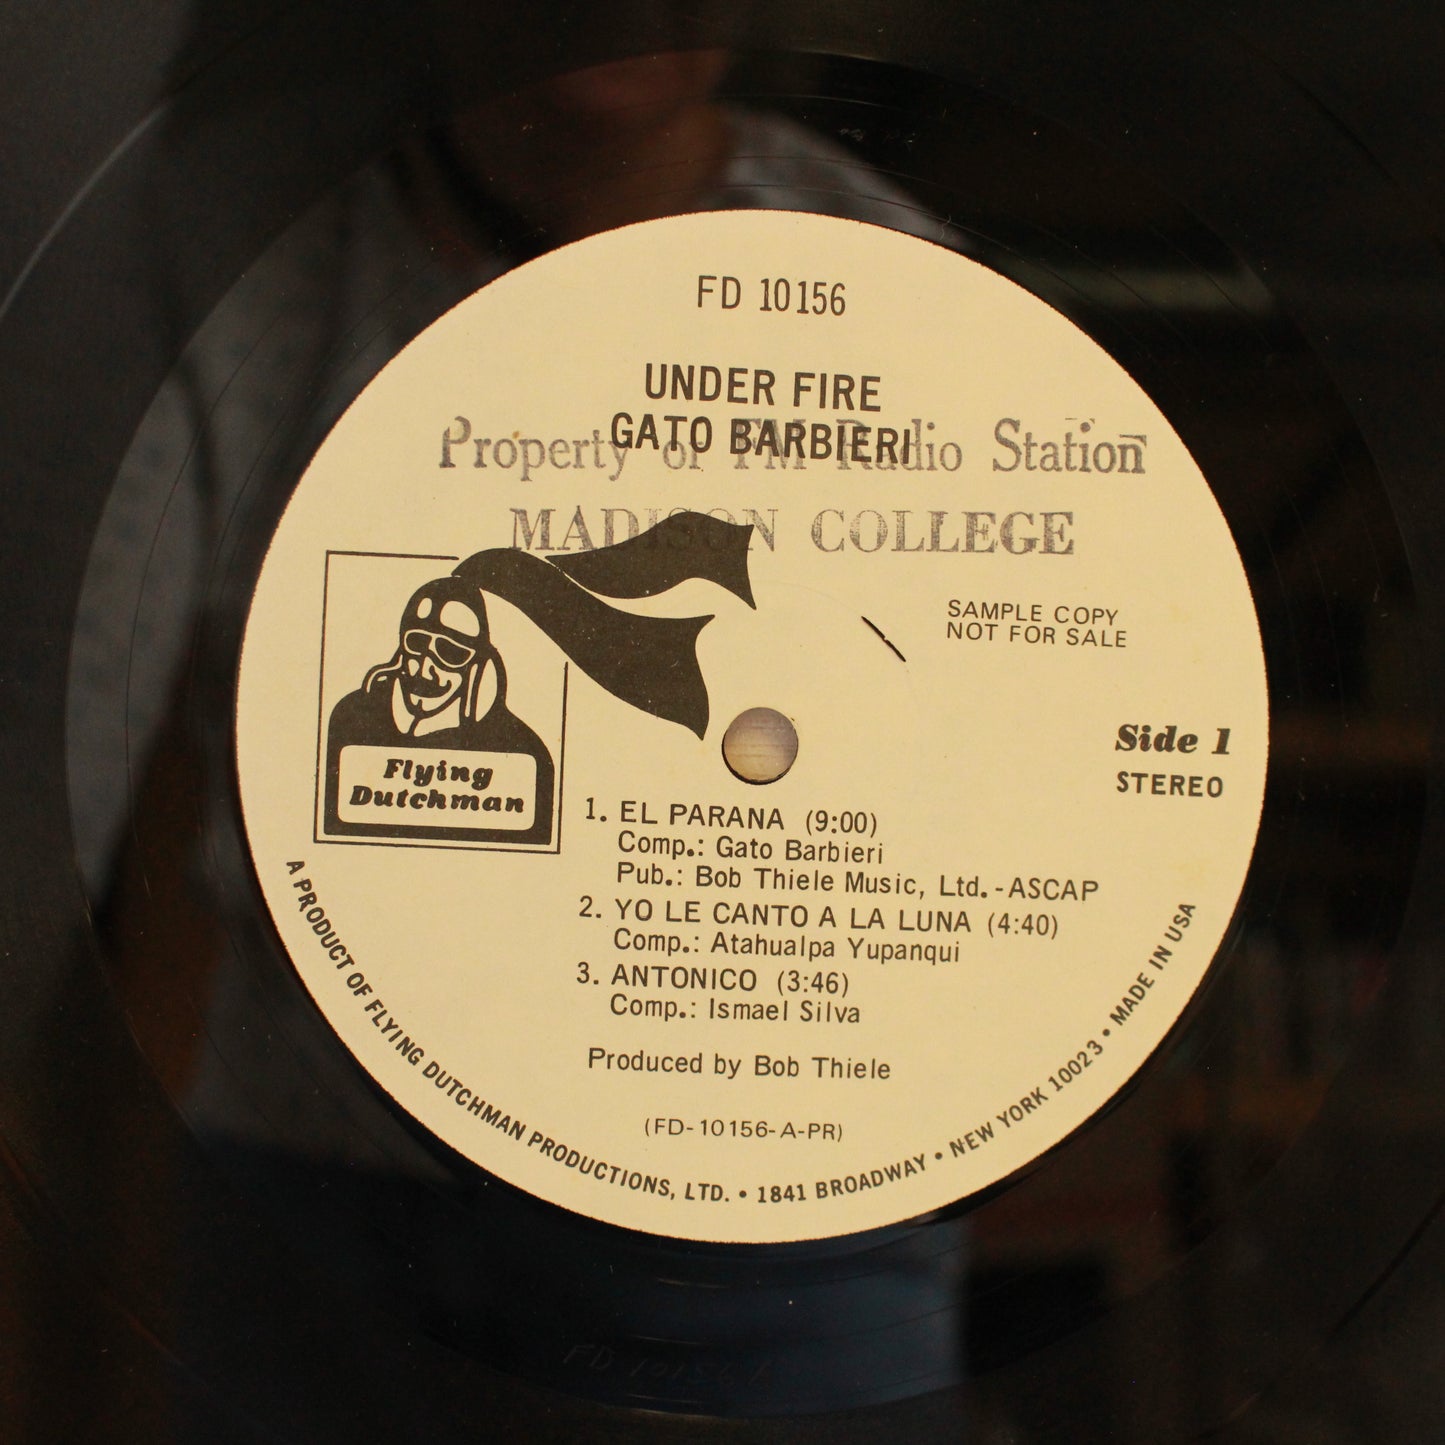 FD 10156
UNDER FIRE
GATO BARBIERI
Property of FM Radio Station
MADISON COLLEGE
SAMPLE COPY
NOT FOR SALE
Side 1
STEREO
Flying
Dutchman
1. EL PARANA (9:00)
Comp.: Gato Barbieri
Pub.: Bob Thiele Music, Ltd.-ASCAP
2. YO LE CANTO A LA LUNA (4:40)
Comp.: Atahualpa Yupanqui
3. ANTONICO (3:46)
Comp.: Ismael Silva
Produced by Bob Thiele
(FD-10156-A-PR)
A PRODUCT OF FLYING DUTCHMAN PRODUCTIONS, LTD. • 1841 BROADWAY • NEW YORK 10023 • MADE IN USA